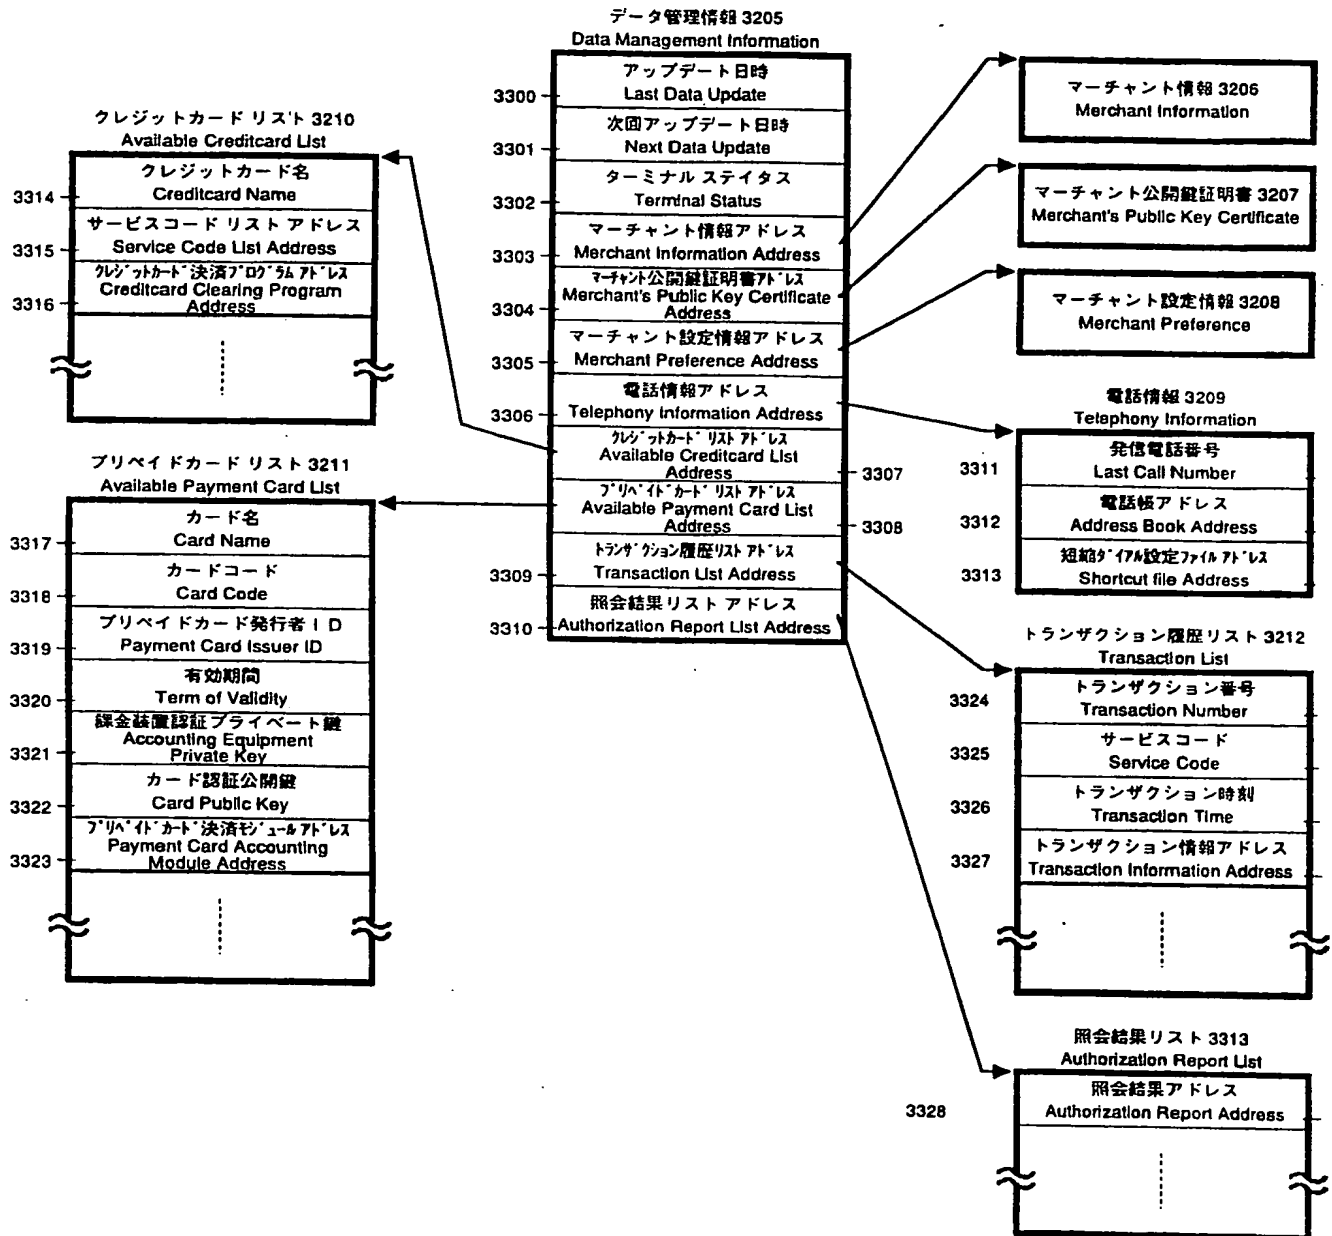 データ管理情報 3205
Data Management Information
3300
アップデート日時
Last Data Update
3301
次回アップデート日時
Next Data Update
3302
ターミナル ステイタス
Terminal Status
3303
マーチャント情報アドレス
Merchant Information Address
3304
マーチャント公開鍵証明書アドレス
Merchant's Public Key Certificate
Address
3305
マーチャント設定情報アドレス
Merchant Preference Address
3306
電話情報アドレス
Telephony Information Address
クレジットカード リスト アドレス
Available Creditcard List
Address
3307
プリペイドカード リスト アドレス
Available Payment Card List
Address
3308
3309
トランザクション履歴リスト アドレス
Transaction List Address
3310
照会結果リスト アドレス
Authorization Report List Address
クレジットカード リスト 3210
Available Creditcard List
3314
クレジットカード名
Creditcard Name
3315
サービスコード リスト アドレス
Service Code List Address
3316
クレジットカード決済プログラム アドレス
Creditcard Clearing Program
Address
プリペイドカード リスト 3211
Available Payment Card List
3317
カード名
Card Name
3318
カードコード
Card Code
3319
プリペイドカード発行者ID
Payment Card Issuer ID
3320
有効期間
Term of Validity
3321
課金装置認証プライベート鍵
Accounting Equipment
Private Key
3322
カード認証公開鍵
Card Public Key
3323
プリペイドカード決済モジュール アドレス
Payment Card Accounting
Module Address
マーチャント情報 3206
Merchant Information
マーチャント公開鍵証明書 3207
Merchant's Public Key Certificate
マーチャント設定情報 3208
Merchant Preference
電話情報 3209
Telephony Information
3311
発信電話番号
Last Call Number
3312
電話帳アドレス
Address Book Address
3313
短縮ダイアル設定ファイル アドレス
Shortcut file Address
トランザクション履歴リスト 3212
Transaction List
3324
トランザクション番号
Transaction Number
3325
サービスコード
Service Code
3326
トランザクション時刻
Transaction Time
3327
トランザクション情報アドレス
Transaction Information Address
照会結果リスト 3313
Authorization Report List
3328
照会結果アドレス
Authorization Report Address